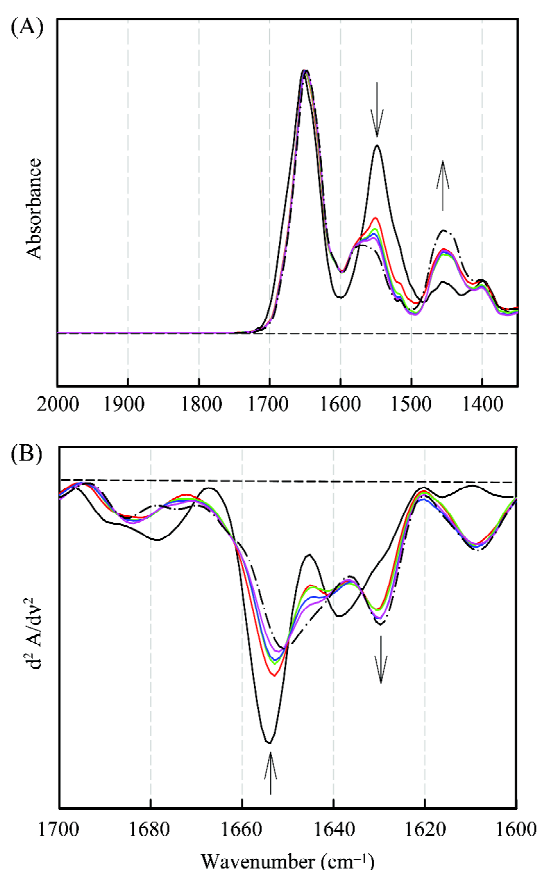 (A)
Absorbance
2000 1900 1800 1700 1600 1500 1400
(B)
d² A/dν²
1700 1680 1660 1640 1620 1600
Wavenumber (cm⁻¹)